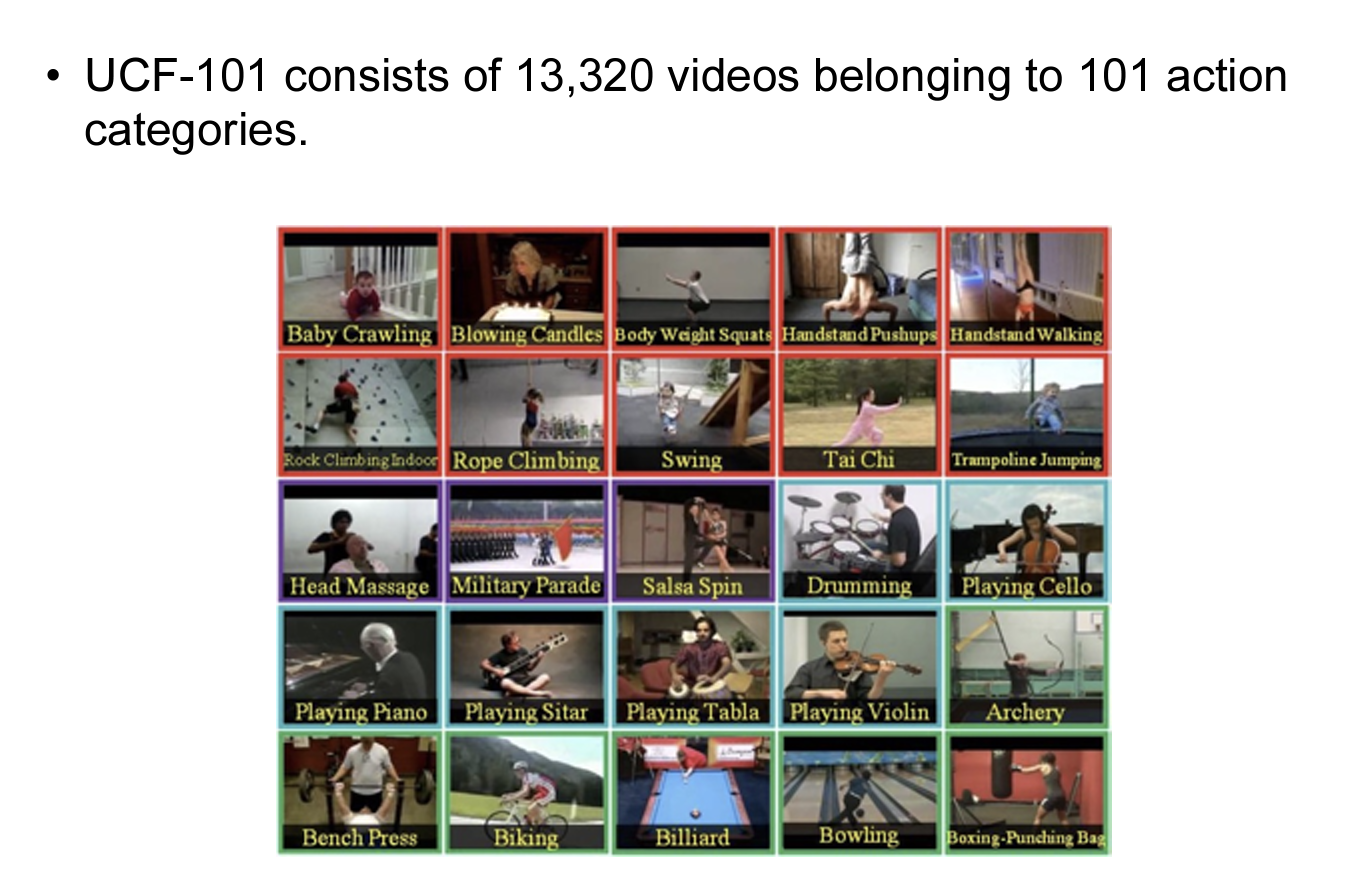 • UCF-101 consists of 13,320 videos belonging to 101 action
categories.
Baby Crawling Blowing Candles Body Weight Squats Handstand Pushups Handstand Walking
Rock Climbing Indoor Rope Climbing Swing Tai Chi Trampoline Jumping
Head Massage Military Parade Salsa Spin Drumming Playing Cello
Playing Piano Playing Sitar Playing Tabla Playing Violin Archery
Bench Press Biking Billiard Bowling Boxing-Punching Bag